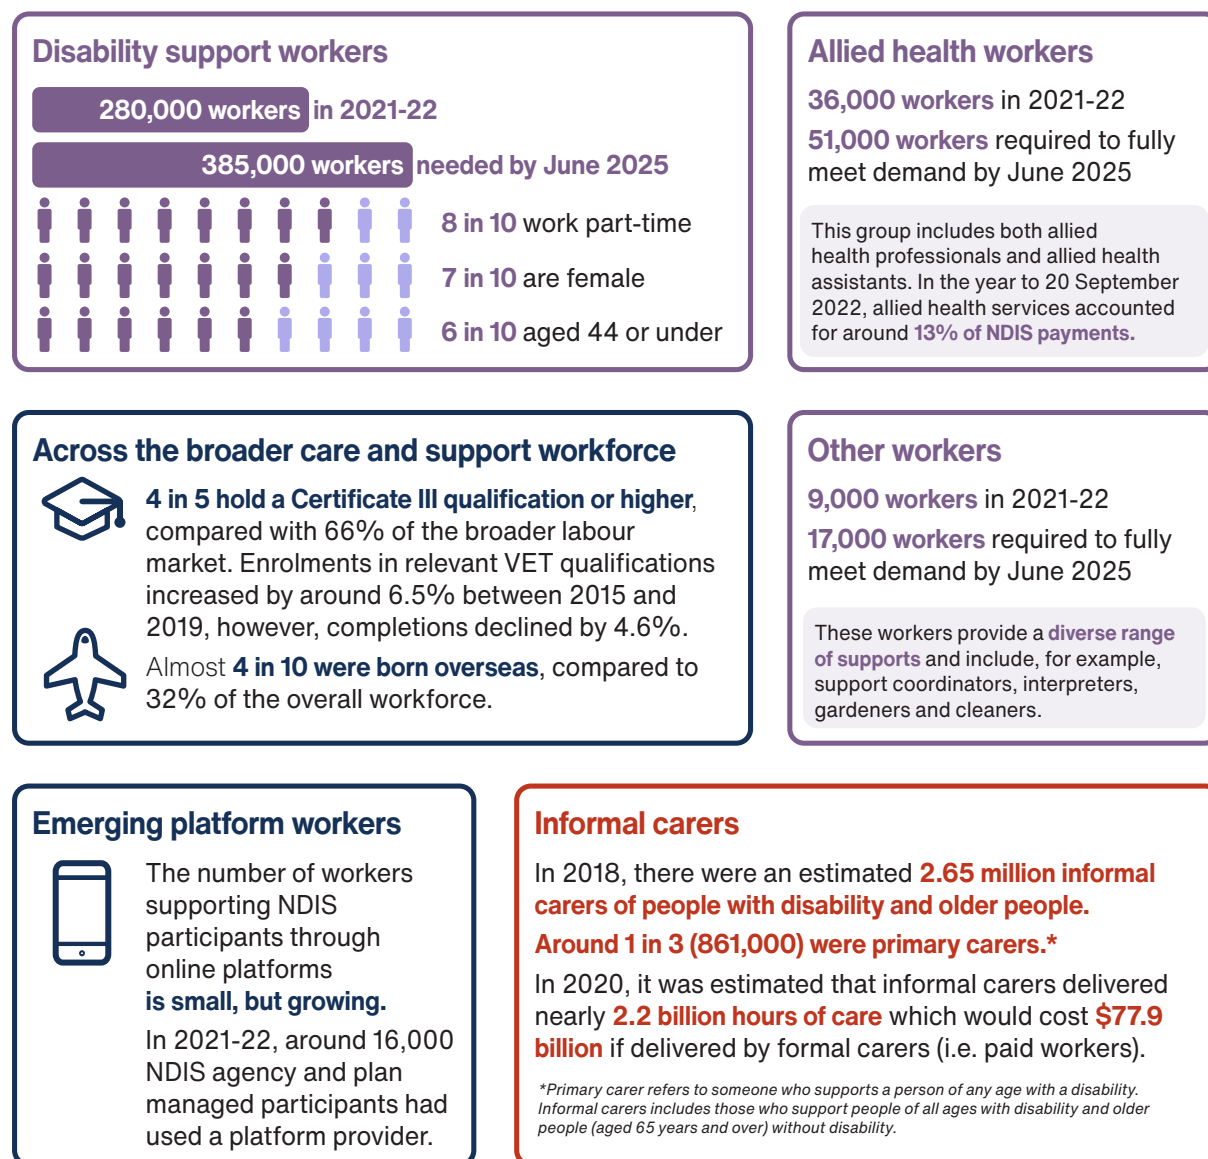 Disability support workers
280,000 workers in 2021-22
385,000 workers needed by June 2025
8 in 10 work part-time
7 in 10 are female
6 in 10 aged 44 or under
Allied health workers
36,000 workers in 2021-22
51,000 workers required to fully
meet demand by June 2025
This group includes both allied
health professionals and allied health
assistants. In the year to 20 September
2022, allied health services accounted
for around 13% of NDIS payments.
Across the broader care and support workforce
4 in 5 hold a Certificate III qualification or higher,
compared with 66% of the broader labour
market. Enrolments in relevant VET qualifications
increased by around 6.5% between 2015 and
2019, however, completions declined by 4.6%.
Almost 4 in 10 were born overseas, compared to
32% of the overall workforce.
Other workers
9,000 workers in 2021-22
17,000 workers required to fully
meet demand by June 2025
These workers provide a diverse range
of supports and include, for example,
support coordinators, interpreters,
gardeners and cleaners.
Emerging platform workers
The number of workers
supporting NDIS
participants through
online platforms
is small, but growing.
In 2021-22, around 16,000
NDIS agency and plan
managed participants had
used a platform provider.
Informal carers
In 2018, there were an estimated 2.65 million informal
carers of people with disability and older people.
Around 1 in 3 (861,000) were primary carers.*
In 2020, it was estimated that informal carers delivered
nearly 2.2 billion hours of care which would cost $77.9
billion if delivered by formal carers (i.e. paid workers).
*Primary carer refers to someone who supports a person of any age with a disability.
Informal carers includes those who support people of all ages with disability and older
people (aged 65 years and over) without disability.